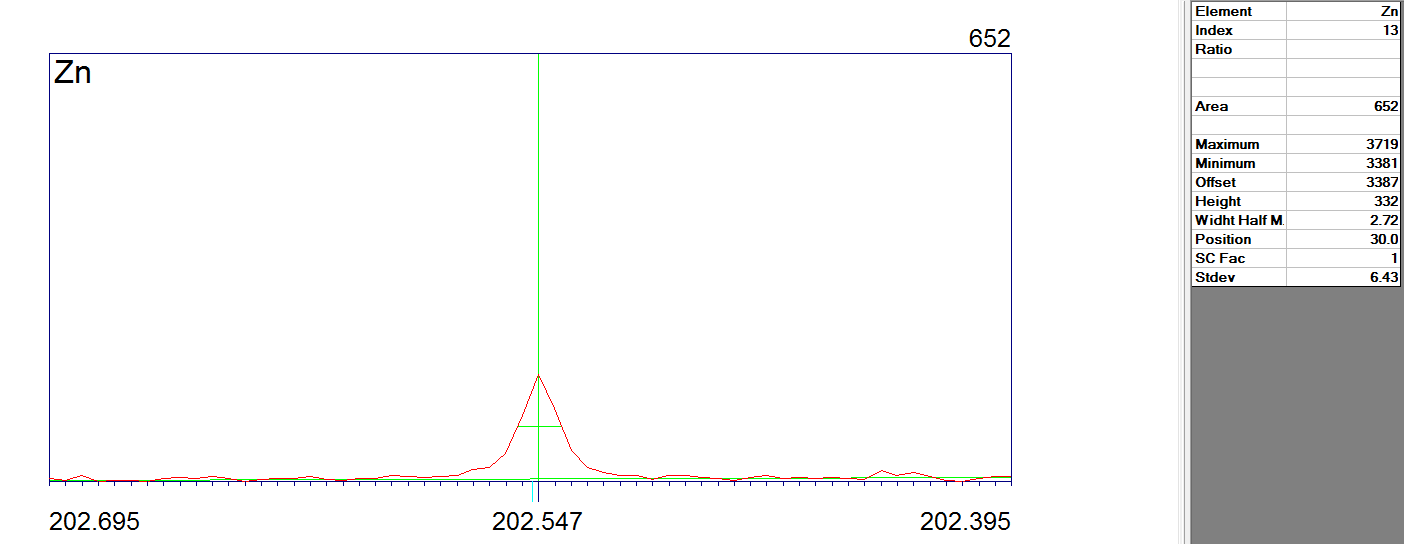 652
Zn
202.695
202.547
202.395
Element Zn
Index 13
Ratio
Area 652
Maximum 3719
Minimum 3381
Offset 3387
Height 332
Widht Half M.
2.72
Position 30.0
SC Fac 1
Stdev 6.43